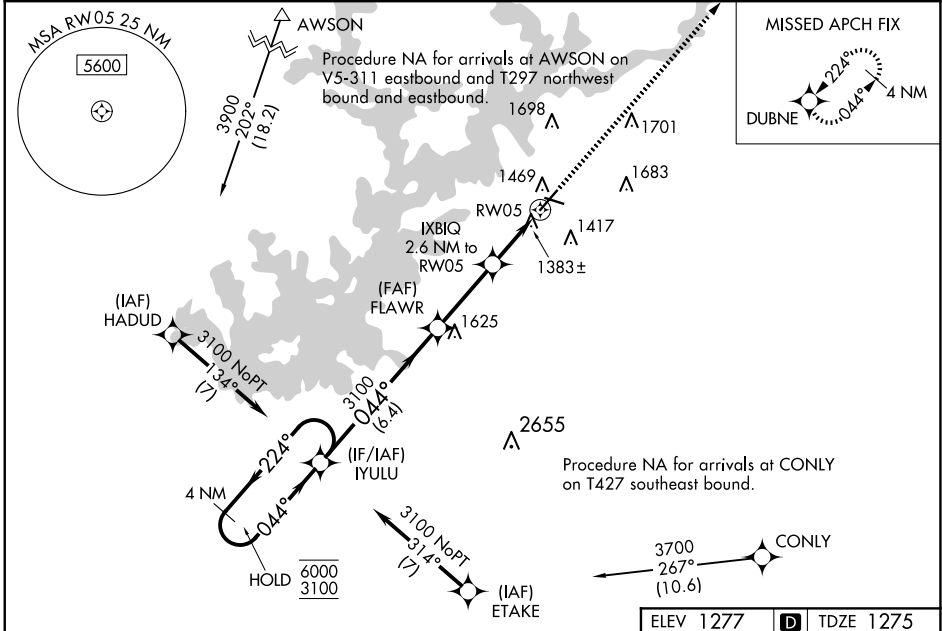 MSA RW05 25 NM
5600
AWSON
3900
202°
(18.2)
Procedure NA for arrivals at AWSON on
V5-311 eastbound and T297 northwest
bound and eastbound.
MISSED APCH FIX
224°
044°
4 NM
DUBNE
1698
1701
1469
1683
RW05
1417
1383±
IXBIQ
2.6 NM to
RW05
(FAF)
FLAWR
1625
(IAF)
HADUD
3100 NoPT
134°
(7)
3100
044°
(6.4)
2655
(IF/IAF)
IYULU
224°
044°
4 NM
HOLD
6000
3100
Procedure NA for arrivals at CONLY
on T427 southeast bound.
3100 NoPT
314°
(7)
(IAF)
ETAKE
3700
267°
(10.6)
CONLY
ELEV 1277 D TDZE 1275